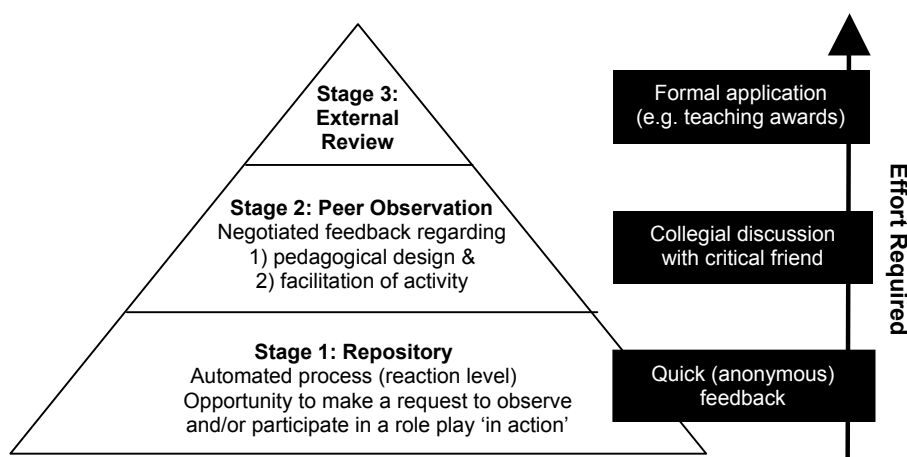 Stage 3:
External
Review
Formal application
(e.g. teaching awards)
Stage 2: Peer Observation
Negotiated feedback regarding
1) pedagogical design &
2) facilitation of activity
Collegial discussion
with critical friend
Stage 1: Repository
Automated process (reaction level)
Opportunity to make a request to observe
and/or participate in a role play ‘in action’
Quick (anonymous)
feedback
Effort Required